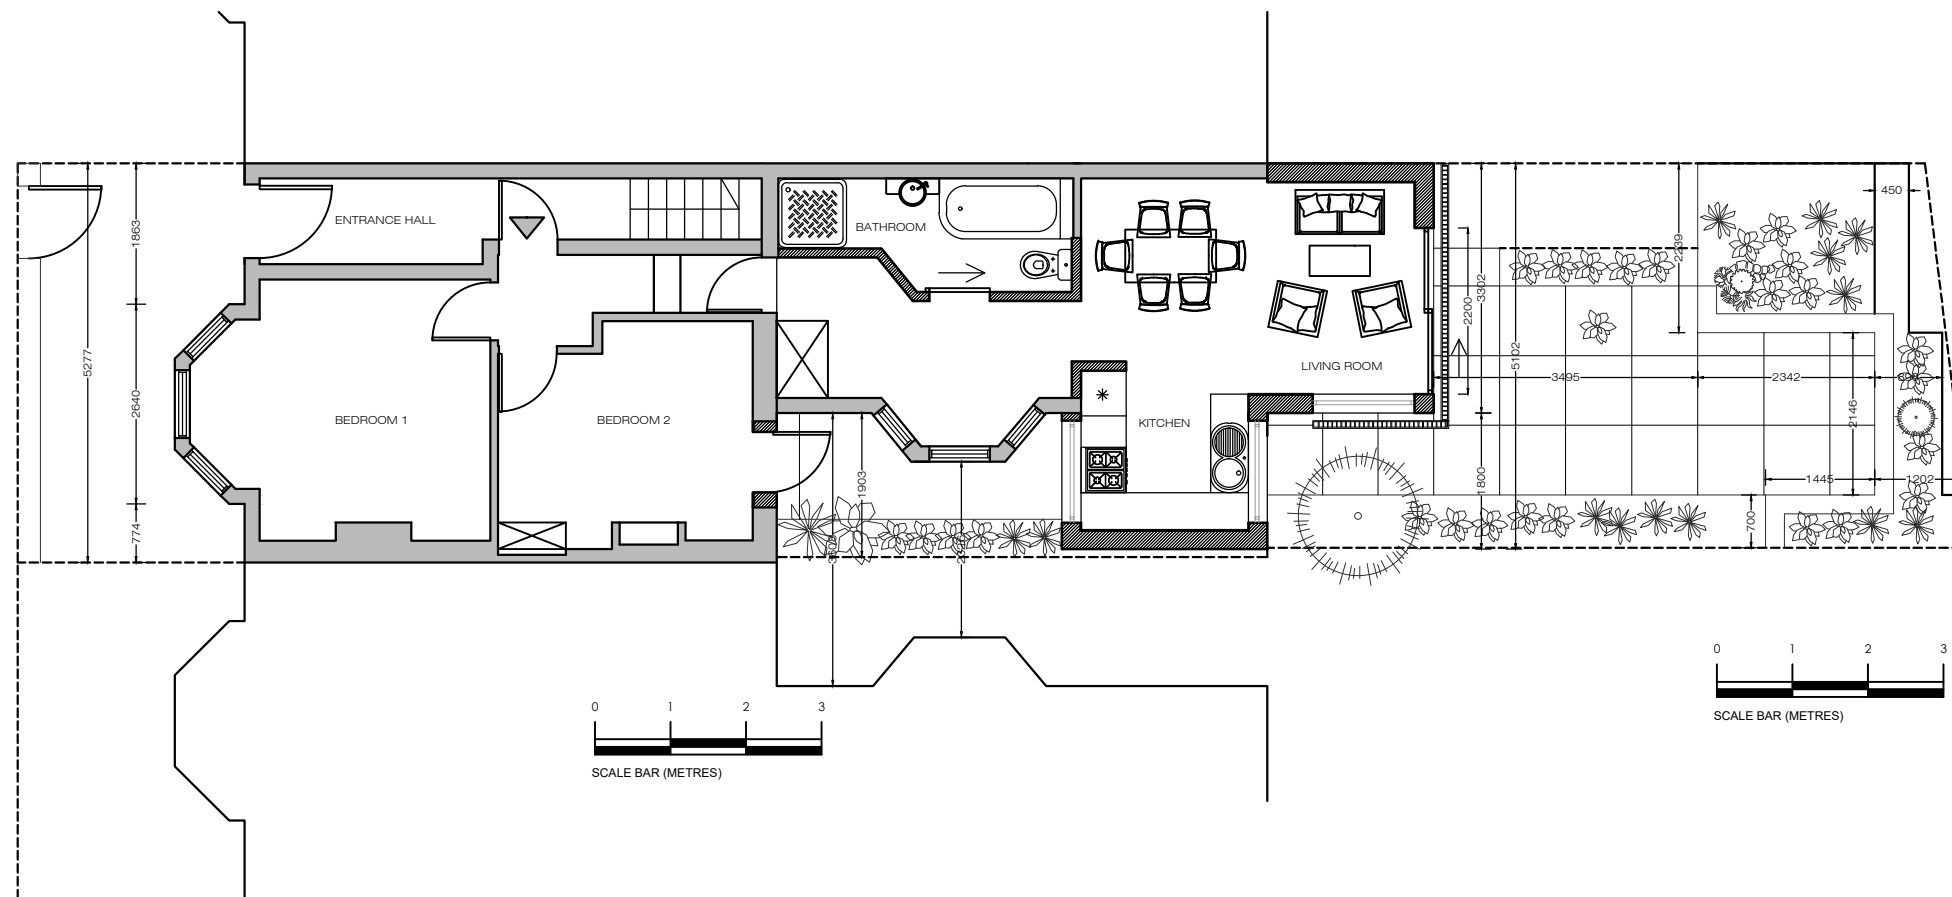 ENTRANCE HALL
BATHROOM
LIVING ROOM
BEDROOM 1
BEDROOM 2
KITCHEN
5277
1863
2640
774
1903
2200
3302
5102
1800
2239
450
3495
2342
2146
1445
1202
700
0 1 2 3
SCALE BAR (METRES)
0 1 2 3
SCALE BAR (METRES)